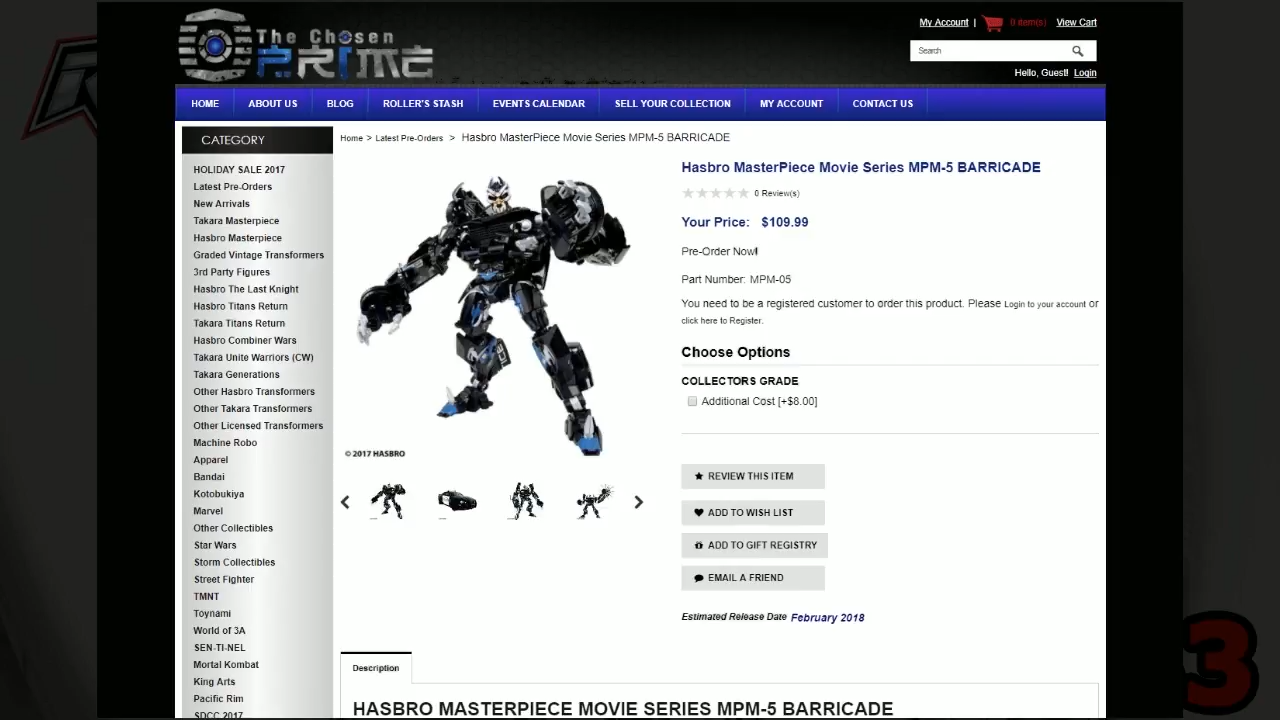 The Chosen
PRIME
My Account | 0 item(s) View Cart
Search
Hello, Guest! Login
HOME ABOUT US BLOG ROLLER'S STASH EVENTS CALENDAR SELL YOUR COLLECTION MY ACCOUNT CONTACT US
CATEGORY
HOLIDAY SALE 2017
Latest Pre-Orders
New Arrivals
Takara Masterpiece
Hasbro Masterpiece
Graded Vintage Transformers
3rd Party Figures
Hasbro The Last Knight
Hasbro Titans Return
Takara Titans Return
Hasbro Combiner Wars
Takara Unite Warriors (CW)
Takara Generations
Other Hasbro Transformers
Other Takara Transformers
Other Licensed Transformers
Machine Robo
Apparel
Bandai
Kotobukiya
Marvel
Other Collectibles
Star Wars
Storm Collectibles
Street Fighter
TMNT
Toynami
World of 3A
SEN-TI-NEL
Mortal Kombat
King Arts
Pacific Rim
SDCC 2017
Home > Latest Pre-Orders > Hasbro MasterPiece Movie Series MPM-5 BARRICADE
© 2017 HASBRO
Hasbro MasterPiece Movie Series MPM-5 BARRICADE
0 Review(s)
Your Price: $109.99
Pre-Order Now!
Part Number: MPM-05
You need to be a registered customer to order this product. Please Login to your account or
click here to Register.
Choose Options
COLLECTORS GRADE
Additional Cost [+$8.00]
REVIEW THIS ITEM
ADD TO WISH LIST
ADD TO GIFT REGISTRY
EMAIL A FRIEND
Estimated Release Date February 2018
Description
HASBRO MASTERPIECE MOVIE SERIES MPM-5 BARRICADE
3